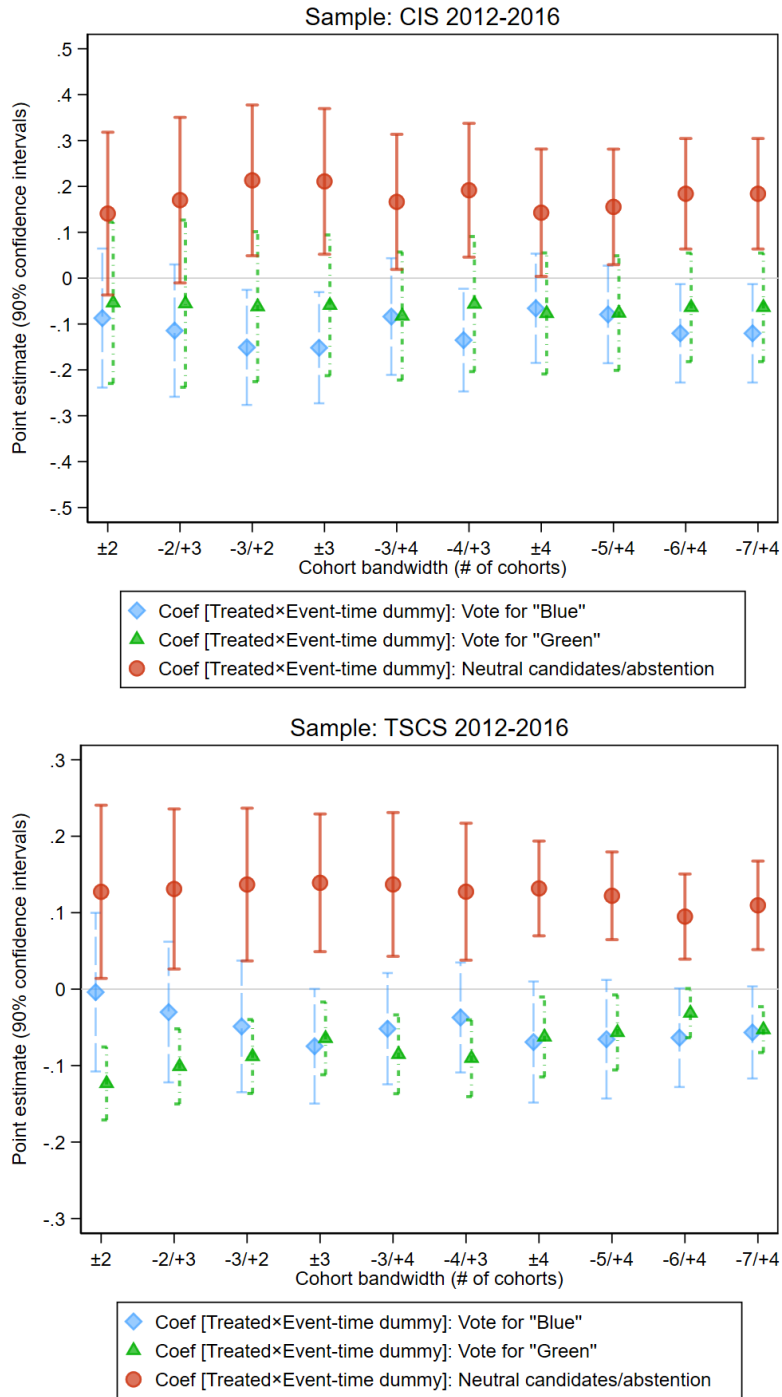 Sample: CIS 2012-2016
Point estimate (90% confidence intervals)
.5
.4
.3
.2
.1
0
-.1
-.2
-.3
-.4
-.5
±2 -2/+3 -3/+2 ±3 -3/+4 -4/+3 ±4 -5/+4 -6/+4 -7/+4
Cohort bandwidth (# of cohorts)
Coef [Treated×Event-time dummy]: Vote for "Blue"
Coef [Treated×Event-time dummy]: Vote for "Green"
Coef [Treated×Event-time dummy]: Neutral candidates/abstention
Sample: TSCS 2012-2016
Point estimate (90% confidence intervals)
.3
.2
.1
0
-.1
-.2
-.3
±2 -2/+3 -3/+2 ±3 -3/+4 -4/+3 ±4 -5/+4 -6/+4 -7/+4
Cohort bandwidth (# of cohorts)
Coef [Treated×Event-time dummy]: Vote for "Blue"
Coef [Treated×Event-time dummy]: Vote for "Green"
Coef [Treated×Event-time dummy]: Neutral candidates/abstention